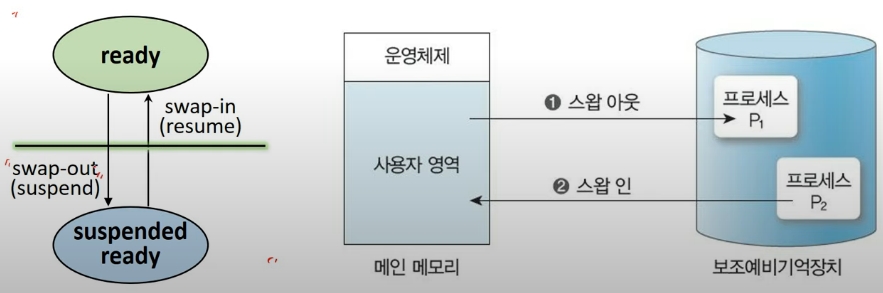 ready
swap-in
(resume)
swap-out
(suspend)
suspended
ready
운영체제
사용자 영역
메인 메모리
❶ 스왑 아웃
❷ 스왑 인
프로세스
P₁
프로세스
P₂
보조예비기억장치